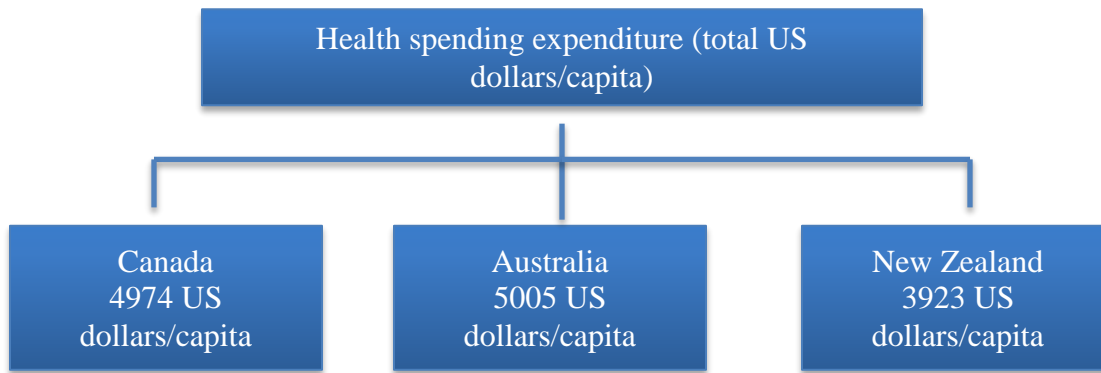 Health spending expenditure (total US
dollars/capita)
Canada
4974 US
dollars/capita
Australia
5005 US
dollars/capita
New Zealand
3923 US
dollars/capita